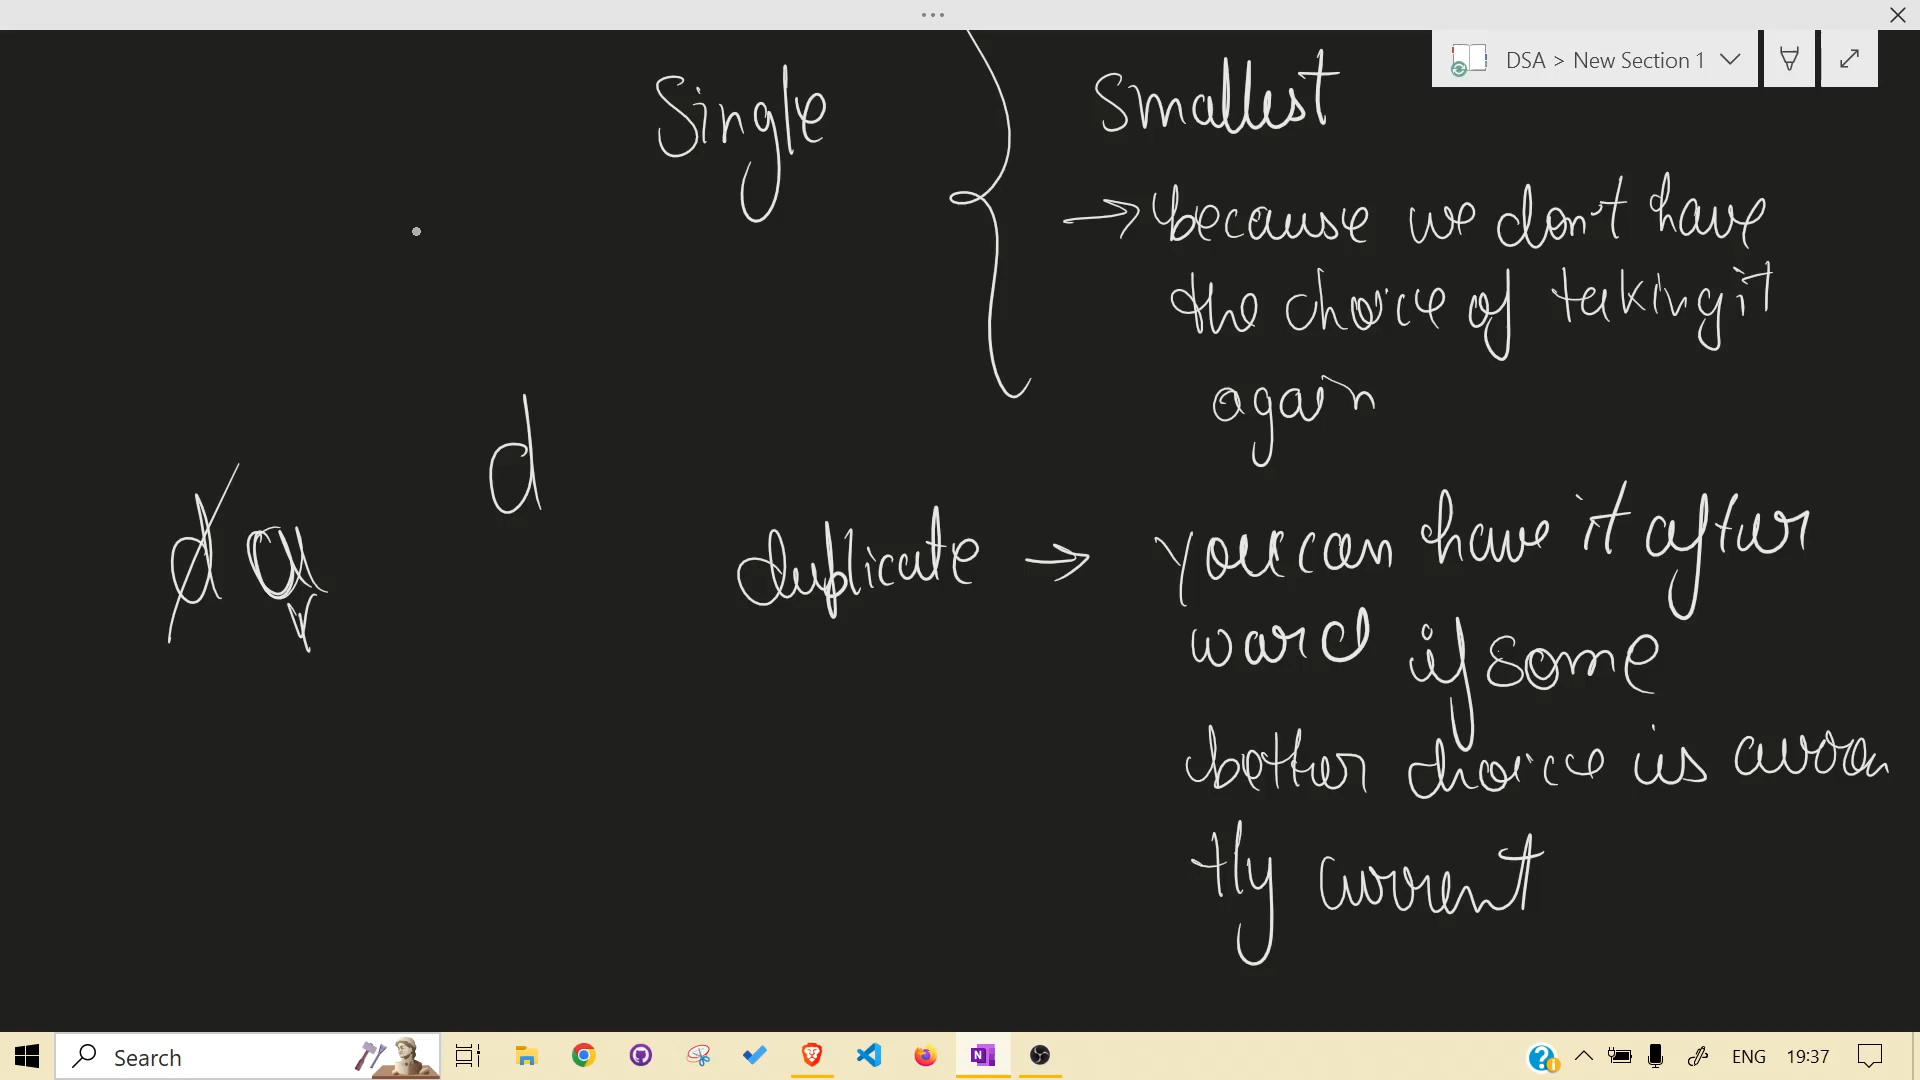 DSA > New Section 1
Single
Smallest
→ because we don't have
the choice of taking it
again
d
d a
duplicate → you can have it after
ward if some
better choice is curren
tly current
Search
ENG 19:37